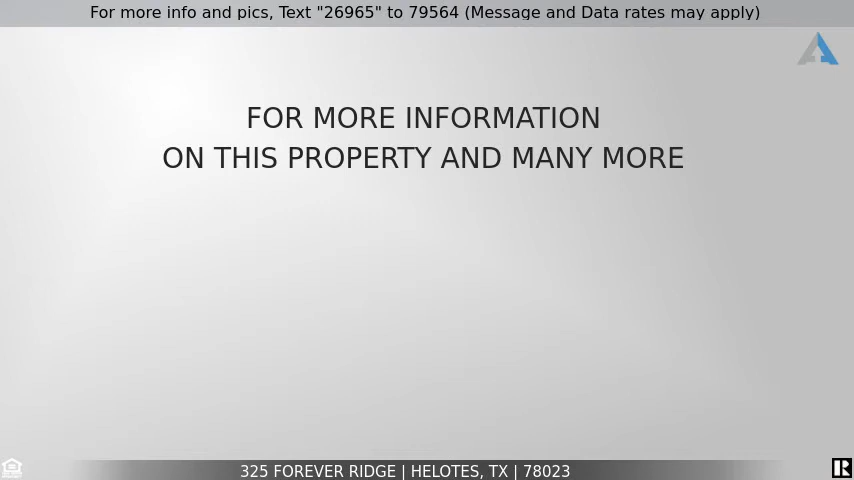 For more info and pics, Text "26965" to 79564 (Message and Data rates may apply)
FOR MORE INFORMATION
ON THIS PROPERTY AND MANY MORE
325 FOREVER RIDGE | HELOTES, TX | 78023